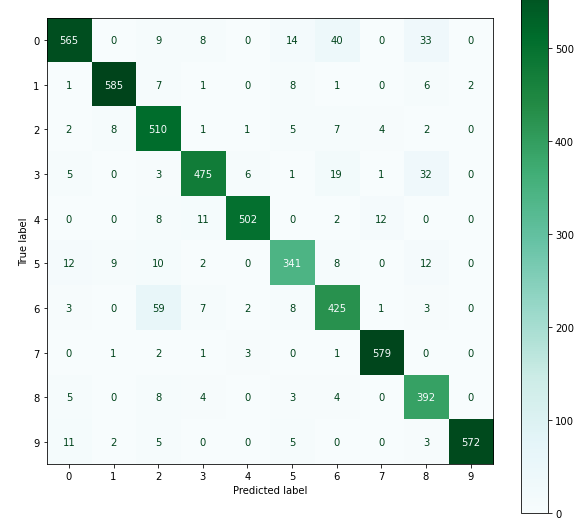 0 565 0 9 8 0 14 40 0 33 0
1 1 585 7 1 0 8 1 0 6 2
2 2 8 510 1 1 5 7 4 2 0
3 5 0 3 475 6 1 19 1 32 0
4 0 0 8 11 502 0 2 12 0 0
5 12 9 10 2 0 341 8 0 12 0
6 3 0 59 7 2 8 425 1 3 0
7 0 1 2 1 3 0 1 579 0 0
8 5 0 8 4 0 3 4 0 392 0
9 11 2 5 0 0 5 0 0 3 572
0 1 2 3 4 5 6 7 8 9
True label
Predicted label
500
400
300
200
100
0